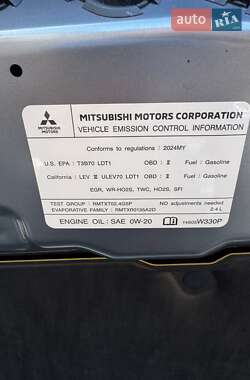 AUTO
RIA.com
MITSUBISHI MOTORS CORPORATION
VEHICLE EMISSION CONTROL INFORMATION
MITSUBISHI
MOTORS
Conforms to regulations : 2024MY
U.S. EPA : T3B70 LDT1 OBD : II Fuel : Gasoline
California : LEV III ULEV70 LDT1 OBD : II Fuel : Gasoline
EGR, WR-HO2S, TWC, HO2S, SFI
TEST GROUP : RMTXT02.4G5P No adjustments needed
EVAPORATIVE FAMILY : RMTXR0135A2D 2.4 L
ENGINE OIL: SAE 0W-20 14805W330P